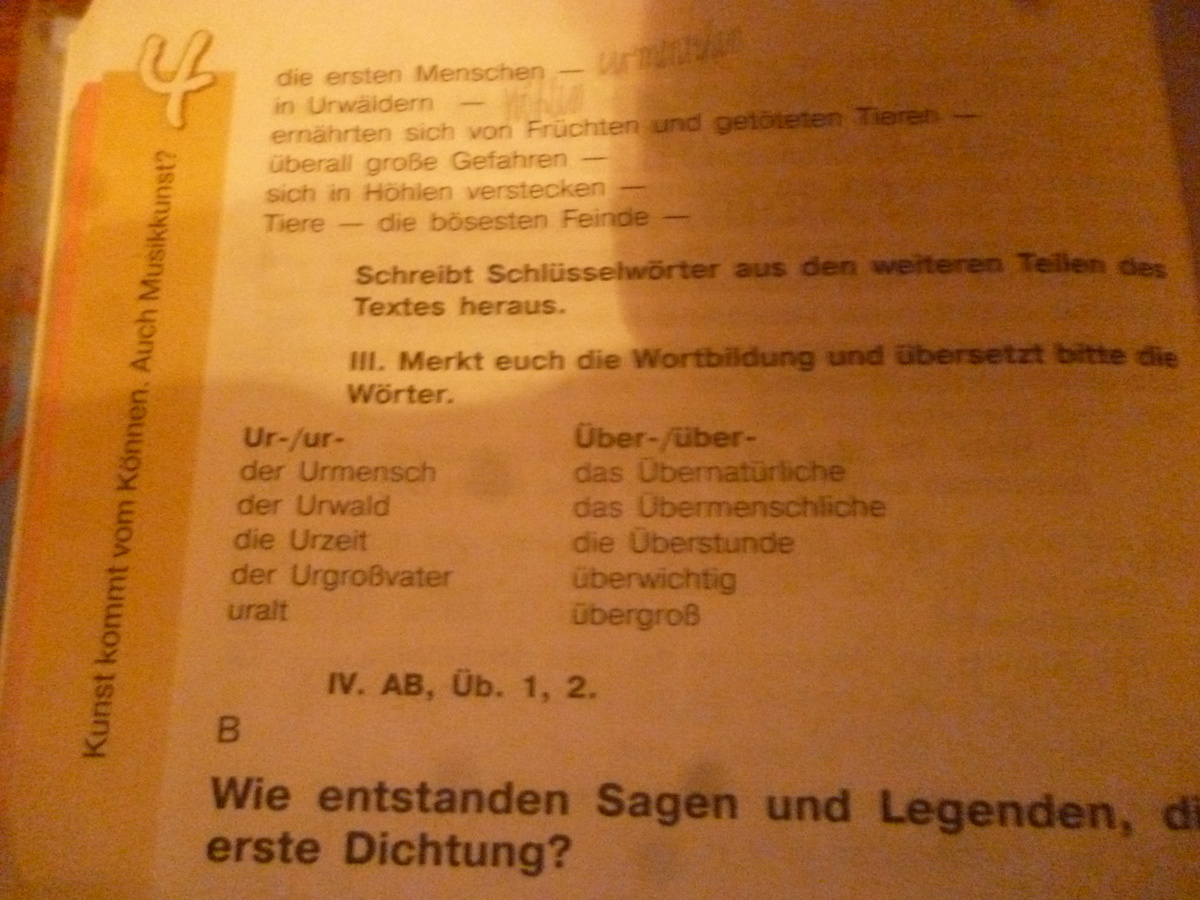 4
die ersten Menschen —
in Urwäldern —
ernährten sich von Früchten und getöteten Tieren —
überall große Gefahren —
sich in Höhlen verstecken —
Tiere — die bösesten Feinde —
Schreibt Schlüsselwörter aus den weiteren Teilen des
Textes heraus.
III. Merkt euch die Wortbildung und übersetzt bitte die
Wörter.
Ur-/ur- Über-/über-
der Urmensch das Übernatürliche
der Urwald das Übermenschliche
die Urzeit die Überstunde
der Urgroßvater überwichtig
uralt übergroß
IV. AB, Üb. 1, 2.
B
Wie entstanden Sagen und Legenden,
erste Dichtung?
Kunst kommt vom Können. Auch Musikkunst?